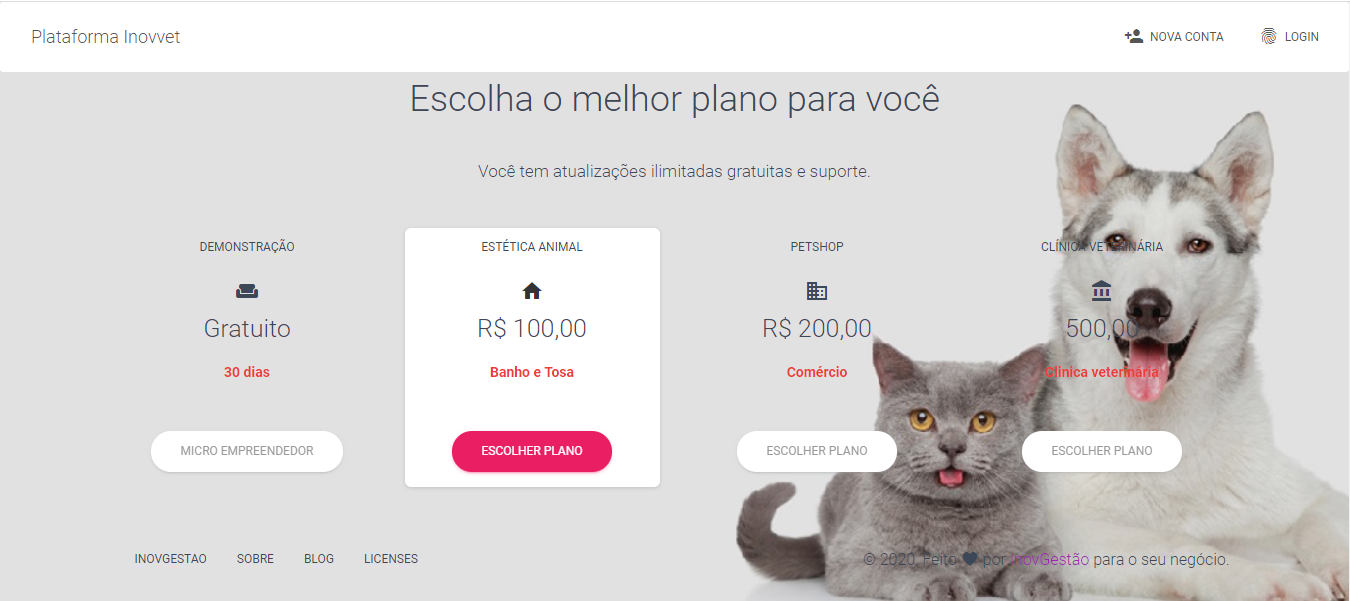 Plataforma Inovvet
NOVA CONTA
LOGIN
Escolha o melhor plano para você
Você tem atualizações ilimitadas gratuitas e suporte.
DEMONSTRAÇÃO
Gratuito
30 dias
MICRO EMPREENDEDOR
ESTÉTICA ANIMAL
R$ 100,00
Banho e Tosa
ESCOLHER PLANO
PETSHOP
R$ 200,00
Comércio
ESCOLHER PLANO
CLÍNICA VETERINÁRIA
500,00
Clinica veterinária
ESCOLHER PLANO
INOVGESTAO
SOBRE
BLOG
LICENSES
© 2020, Feito por InovGestão para o seu negócio.